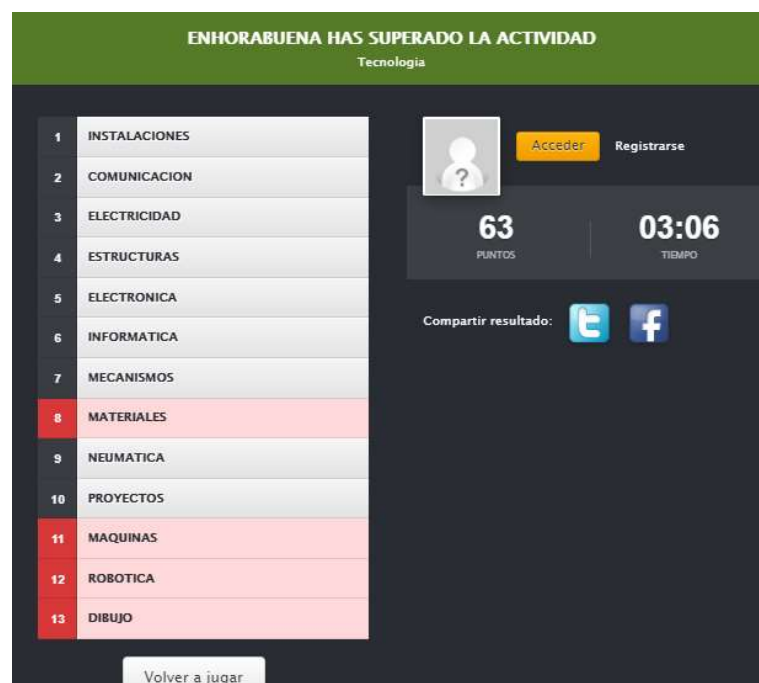 ENHORABUENA HAS SUPERADO LA ACTIVIDAD
Tecnologia
1 INSTALACIONES
2 COMUNICACION
3 ELECTRICIDAD
4 ESTRUCTURAS
5 ELECTRONICA
6 INFORMATICA
7 MECANISMOS
8 MATERIALES
9 NEUMATICA
10 PROYECTOS
11 MAQUINAS
12 ROBOTICA
13 DIBUJO
Volver a jugar
?
Acceder Registrarse
63 03:06
PUNTOS TIEMPO
Compartir resultado: